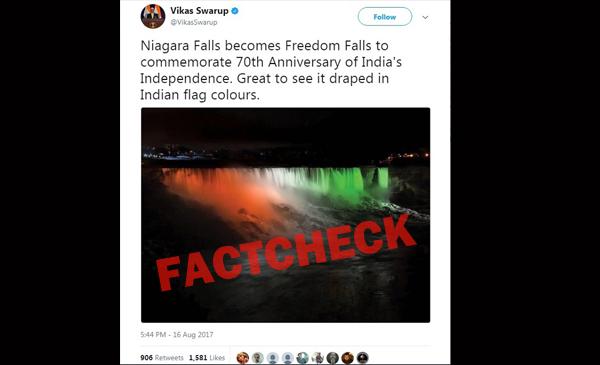 Vikas Swarup
@VikasSwarup
Follow
Niagara Falls becomes Freedom Falls to
commemorate 70th Anniversary of India's
Independence. Great to see it draped in
Indian flag colours.
FACTCHECK
5:44 PM - 16 Aug 2017
906 Retweets 1,581 Likes